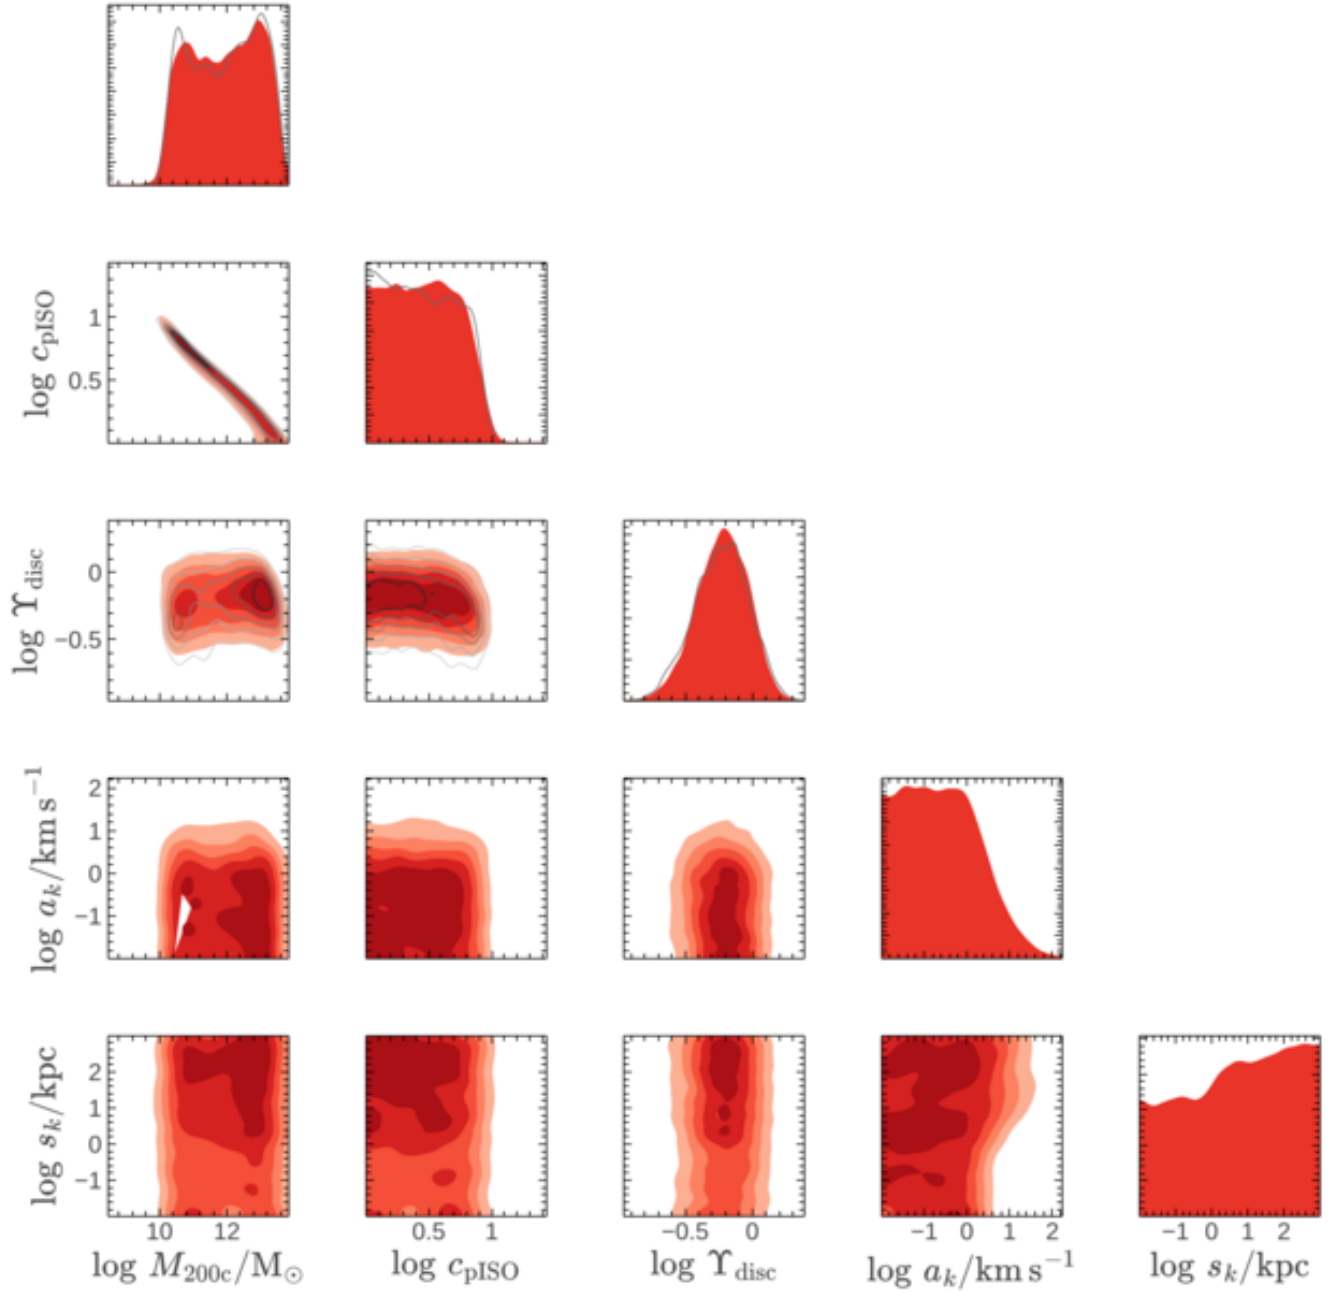 log c_pISO
1
0.5
log ϒ_disc
0
−0.5
log a_k/km s⁻¹
2
1
0
−1
log s_k/kpc
2
1
0
−1
10 12 0.5 1 −0.5 0 −1 0 1 2 −1 0 1 2
log M_200c/M_⊙ log c_pISO log ϒ_disc log a_k/km s⁻¹ log s_k/kpc